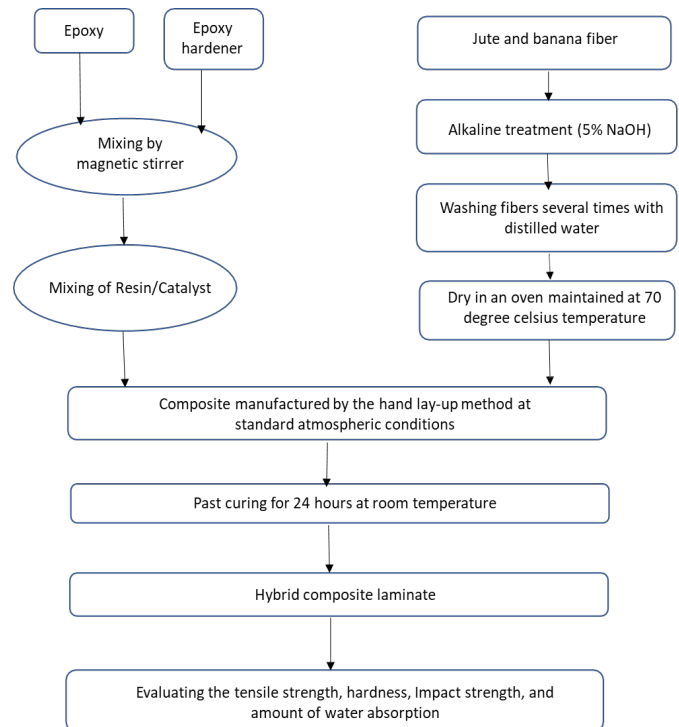 Epoxy
Epoxy
hardener
Jute and banana fiber
Mixing by
magnetic stirrer
Alkaline treatment (5% NaOH)
Washing fibers several times with
distilled water
Mixing of Resin/Catalyst
Dry in an oven maintained at 70
degree celsius temperature
Composite manufactured by the hand lay-up method at
standard atmospheric conditions
Past curing for 24 hours at room temperature
Hybrid composite laminate
Evaluating the tensile strength, hardness, Impact strength, and
amount of water absorption